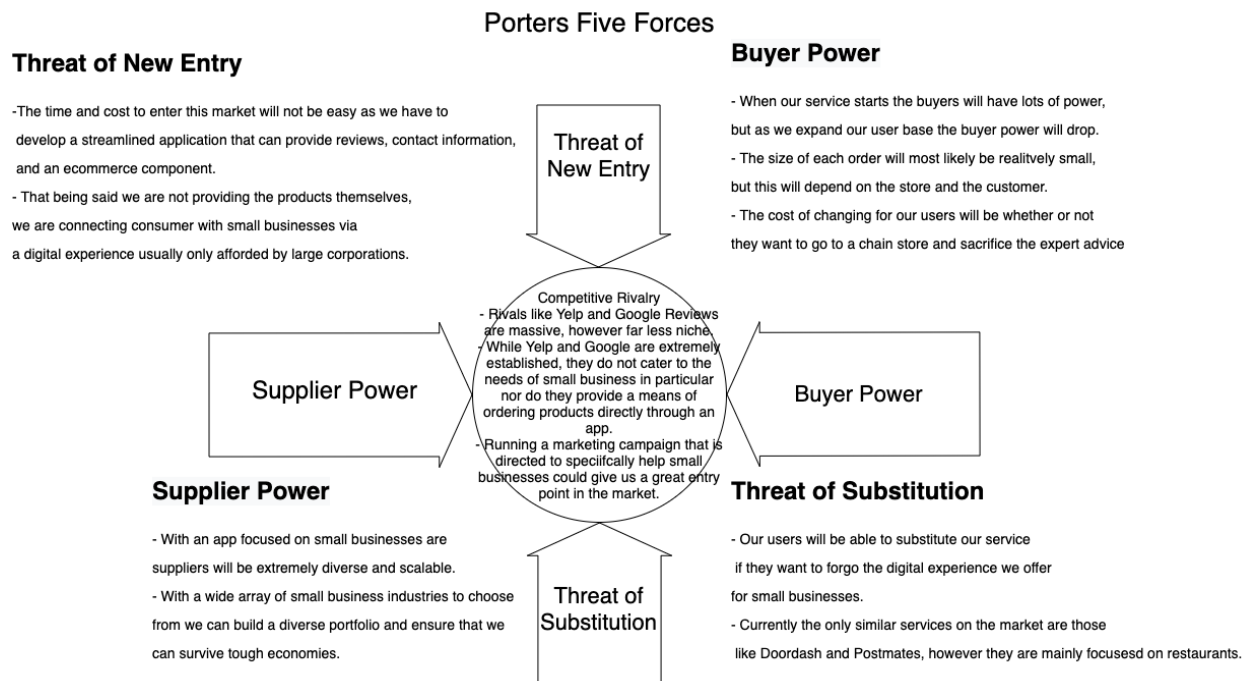 Porters Five Forces
Threat of New Entry
-The time and cost to enter this market will not be easy as we have to
develop a streamlined application that can provide reviews, contact information,
and an ecommerce component.
- That being said we are not providing the products themselves,
we are connecting consumer with small businesses via
a digital experience usually only afforded by large corporations.
Threat of
New Entry
Buyer Power
- When our service starts the buyers will have lots of power,
but as we expand our user base the buyer power will drop.
- The size of each order will most likely be realitvely small,
but this will depend on the store and the customer.
- The cost of changing for our users will be whether or not
they want to go to a chain store and sacrifice the expert advice
Supplier Power
Competitive Rivalry
- Rivals like Yelp and Google Reviews
are massive, however far less niche.
- While Yelp and Google are extremely
established, they do not cater to the
needs of small business in particular
nor do they provide a means of
ordering products directly through an
app.
- Running a marketing campaign that is
directed to speciifcally help small
businesses could give us a great entry
point in the market.
Buyer Power
Supplier Power
- With an app focused on small businesses are
suppliers will be extremely diverse and scalable.
- With a wide array of small business industries to choose
from we can build a diverse portfolio and ensure that we
can survive tough economies.
Threat of
Substitution
Threat of Substitution
- Our users will be able to substitute our service
if they want to forgo the digital experience we offer
for small businesses.
- Currently the only similar services on the market are those
like Doordash and Postmates, however they are mainly focusesd on restaurants.